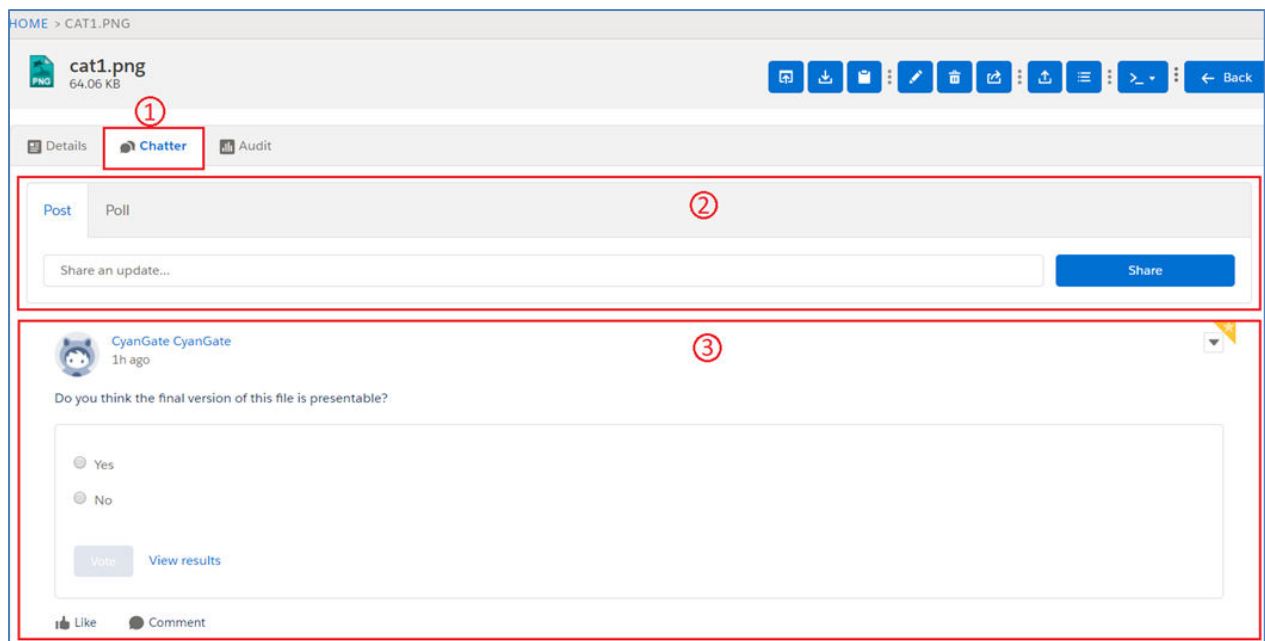 HOME > CAT1.PNG
PNG
cat1.png
64.06 KB
← Back
①
Details Chatter Audit
Post Poll
②
Share an update... Share
CyanGate CyanGate
③
1h ago
Do you think the final version of this file is presentable?
Yes
No
Vote View results
Like Comment